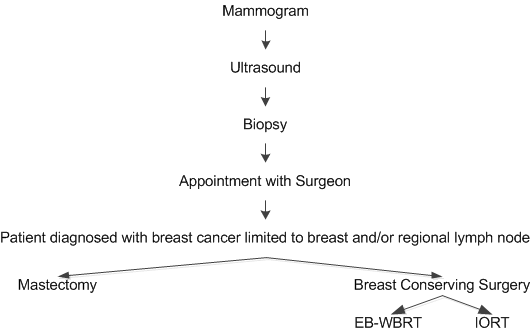 Mammogram
Ultrasound
Biopsy
Appointment with Surgeon
Patient diagnosed with breast cancer limited to breast and/or regional lymph node
Mastectomy
Breast Conserving Surgery
EB-WBRT
IORT